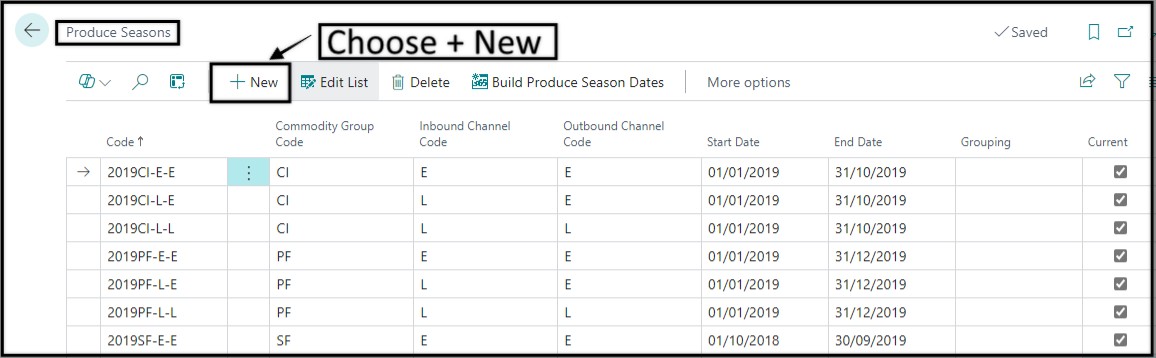 Produce Seasons
Choose + New
Saved
+ New Edit List Delete Build Produce Season Dates More options
Code↑ Commodity Group Code Inbound Channel Code Outbound Channel Code Start Date End Date Grouping Current
2019CI-E-E CI E E 01/01/2019 31/10/2019
2019CI-L-E CI L E 01/01/2019 31/10/2019
2019CI-L-L CI L L 01/01/2019 31/10/2019
2019PF-E-E PF E E 01/01/2019 31/12/2019
2019PF-L-E PF L E 01/01/2019 31/12/2019
2019PF-L-L PF L L 01/01/2019 31/12/2019
2019SF-E-E SF E E 01/10/2018 30/09/2019